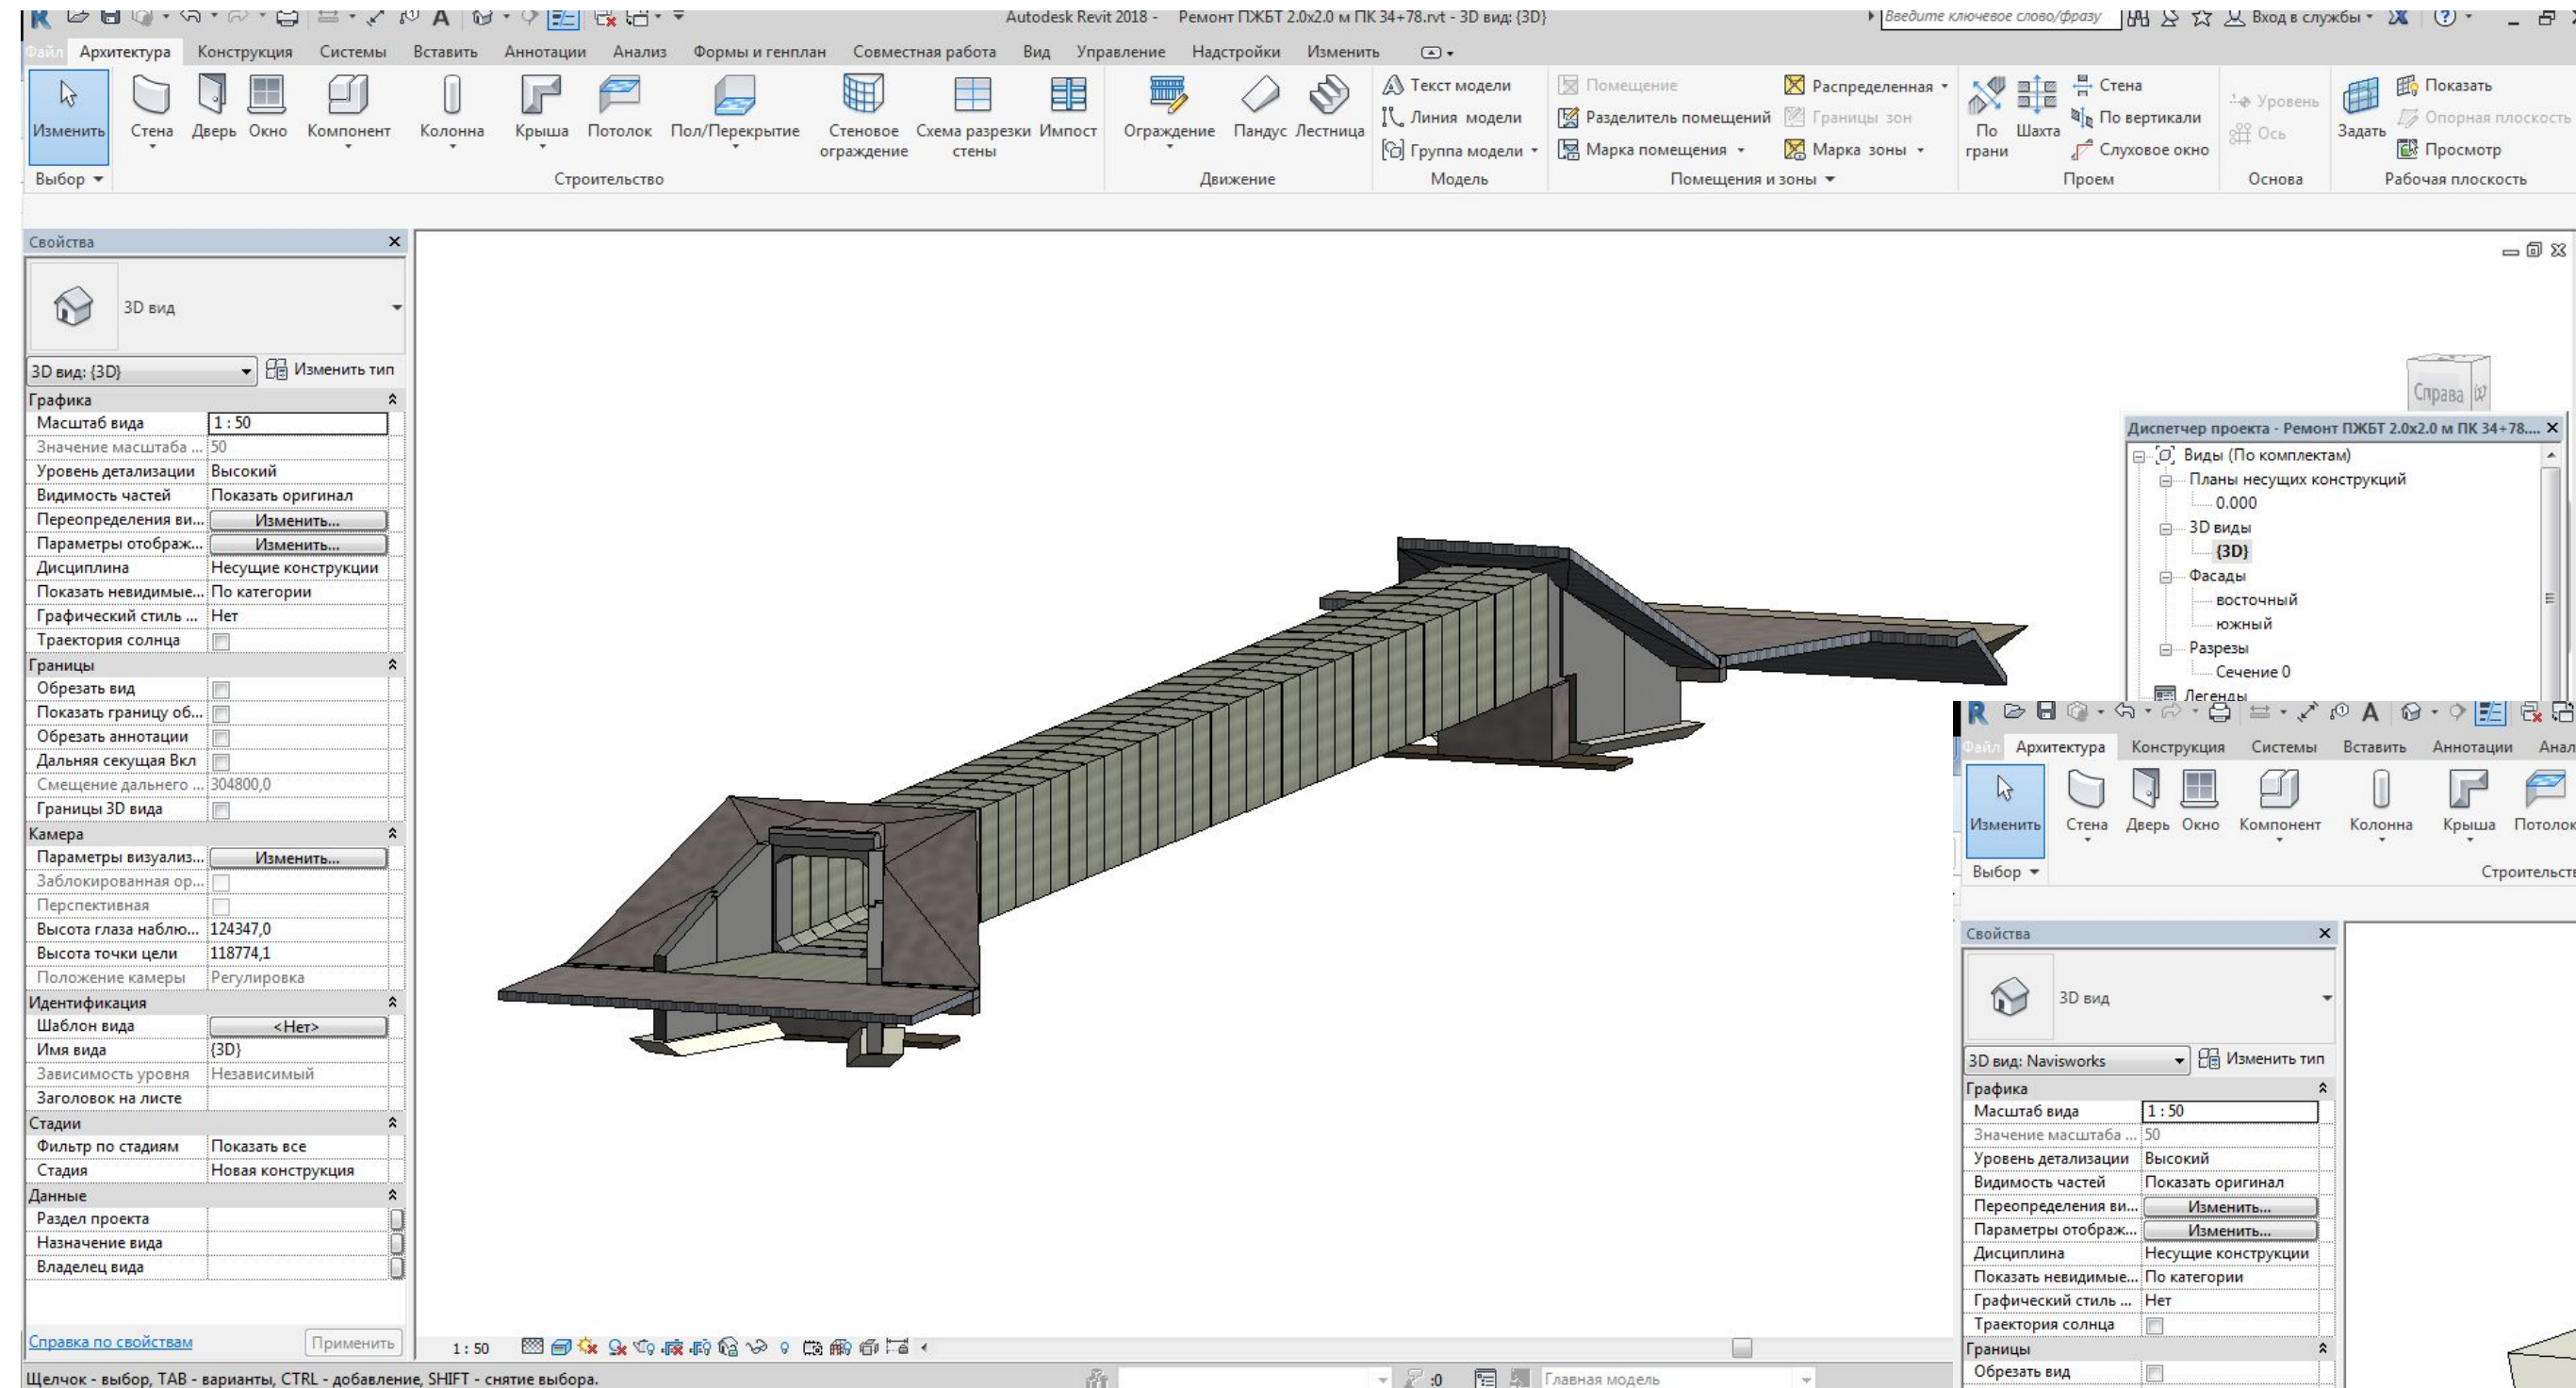 Autodesk Revit 2018 - Ремонт ПЖБТ 2.0x2.0 м ПК 34+78.rvt - 3D вид: {3D}
Введите ключевое слово/фразу
Вход в службы
Файл Архитектура Конструкция Системы Вставить Аннотации Анализ Формы и генплан Совместная работа Вид Управление Надстройки Изменить
Изменить
Стена
Дверь
Окно
Компонент
Колонна
Крыша
Потолок
Пол/Перекрытие
Стеновое ограждение
Схема разрезки стены
Импост
Ограждение
Пандус
Лестница
Текст модели
Линия модели
Группа модели
Помещение
Разделитель помещений
Марка помещения
Распределенная
Границы зон
Марка зоны
По грани
Шахта
Стена
По вертикали
Слуховое окно
Уровень
Ось
Задать
Показать
Опорная плоскость
Просмотр
Выбор
Строительство
Движение
Модель
Помещения и зоны
Проем
Основа
Рабочая плоскость
Свойства
3D вид
3D вид: {3D}
Изменить тип
Графика
Масштаб вида 1 : 50
Значение масштаба ... 50
Уровень детализации Высокий
Видимость частей Показать оригинал
Переопределения ви... Изменить...
Параметры отображ... Изменить...
Дисциплина Несущие конструкции
Показать невидимые... По категории
Графический стиль ... Нет
Траектория солнца
Границы
Обрезать вид
Показать границу об...
Обрезать аннотации
Дальняя секущая Вкл
Смещение дальнего ... 304800,0
Границы 3D вида
Камера
Параметры визуализ... Изменить...
Заблокированная ор...
Перспективная
Высота глаза наблю... 124347,0
Высота точки цели 118774,1
Положение камеры Регулировка
Идентификация
Шаблон вида <Нет>
Имя вида {3D}
Зависимость уровня Независимый
Заголовок на листе
Стадии
Фильтр по стадиям Показать все
Стадия Новая конструкция
Данные
Раздел проекта
Назначение вида
Владелец вида
Справка по свойствам
Применить
1 : 50
Щелчок - выбор, TAB - варианты, CTRL - добавление, SHIFT - снятие выбора.
:0
Главная модель
Справа
Диспетчер проекта - Ремонт ПЖБТ 2.0x2.0 м ПК 34+78....
Виды (По комплектам)
Планы несущих конструкций
0.000
3D виды
{3D}
Фасады
восточный
южный
Разрезы
Сечение 0
Легенды
Файл Архитектура Конструкция Системы Вставить Аннотации Анал
Изменить
Стена
Дверь
Окно
Компонент
Колонна
Крыша
Потолок
Выбор
Строительств
Свойства
3D вид
3D вид: Navisworks
Изменить тип
Графика
Масштаб вида 1 : 50
Значение масштаба ... 50
Уровень детализации Высокий
Видимость частей Показать оригинал
Переопределения ви... Изменить...
Параметры отображ... Изменить...
Дисциплина Несущие конструкции
Показать невидимые... По категории
Графический стиль ... Нет
Траектория солнца
Границы
Обрезать вид